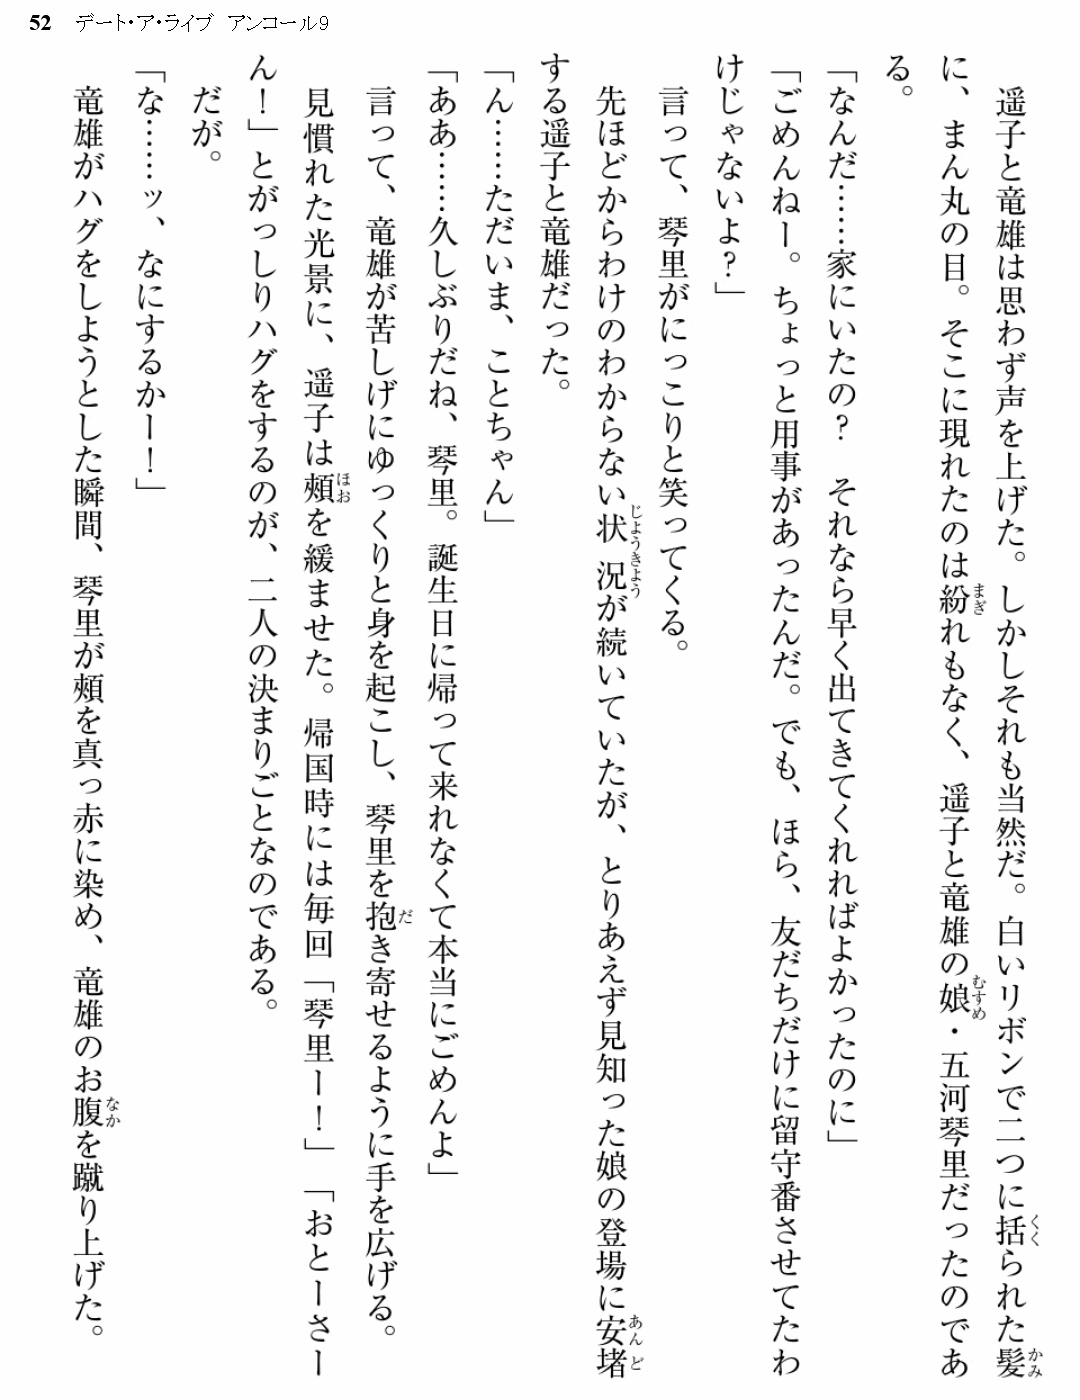 52 デート・ア・ライブ アンコール9
遥子と竜雄は思わず声を上げた。しかしそれも当然だ。白いリボンで二つに括られた髪
に、まん丸の目。そこに現れたのは紛れもなく、遥子と竜雄の娘・五河琴里だったのであ
る。
「なんだ……家にいたの？　それなら早く出てきてくれればよかったのに」
「ごめんねー。ちょっと用事があったんだ。でも、ほら、友だちだけに留守番させてたわ
けじゃないよ？」
言って、琴里がにっこりと笑ってくる。
先ほどからわけのわからない状況が続いていたが、とりあえず見知った娘の登場に安堵
する遥子と竜雄だった。
「ん……ただいま、ことちゃん」
「ああ……久しぶりだね、琴里。誕生日に帰って来れなくて本当にごめんよ」
言って、竜雄が苦しげにゆっくりと身を起こし、琴里を抱き寄せるように手を広げる。
見慣れた光景に、遥子は頰を緩ませた。帰国時には毎回「琴里ー！」「おとーさー
ん！」とがっしりハグをするのが、二人の決まりごとなのである。
だが。
「な……ッ、なにするかー！」
竜雄がハグをしようとした瞬間、琴里が頰を真っ赤に染め、竜雄のお腹を蹴り上げた。